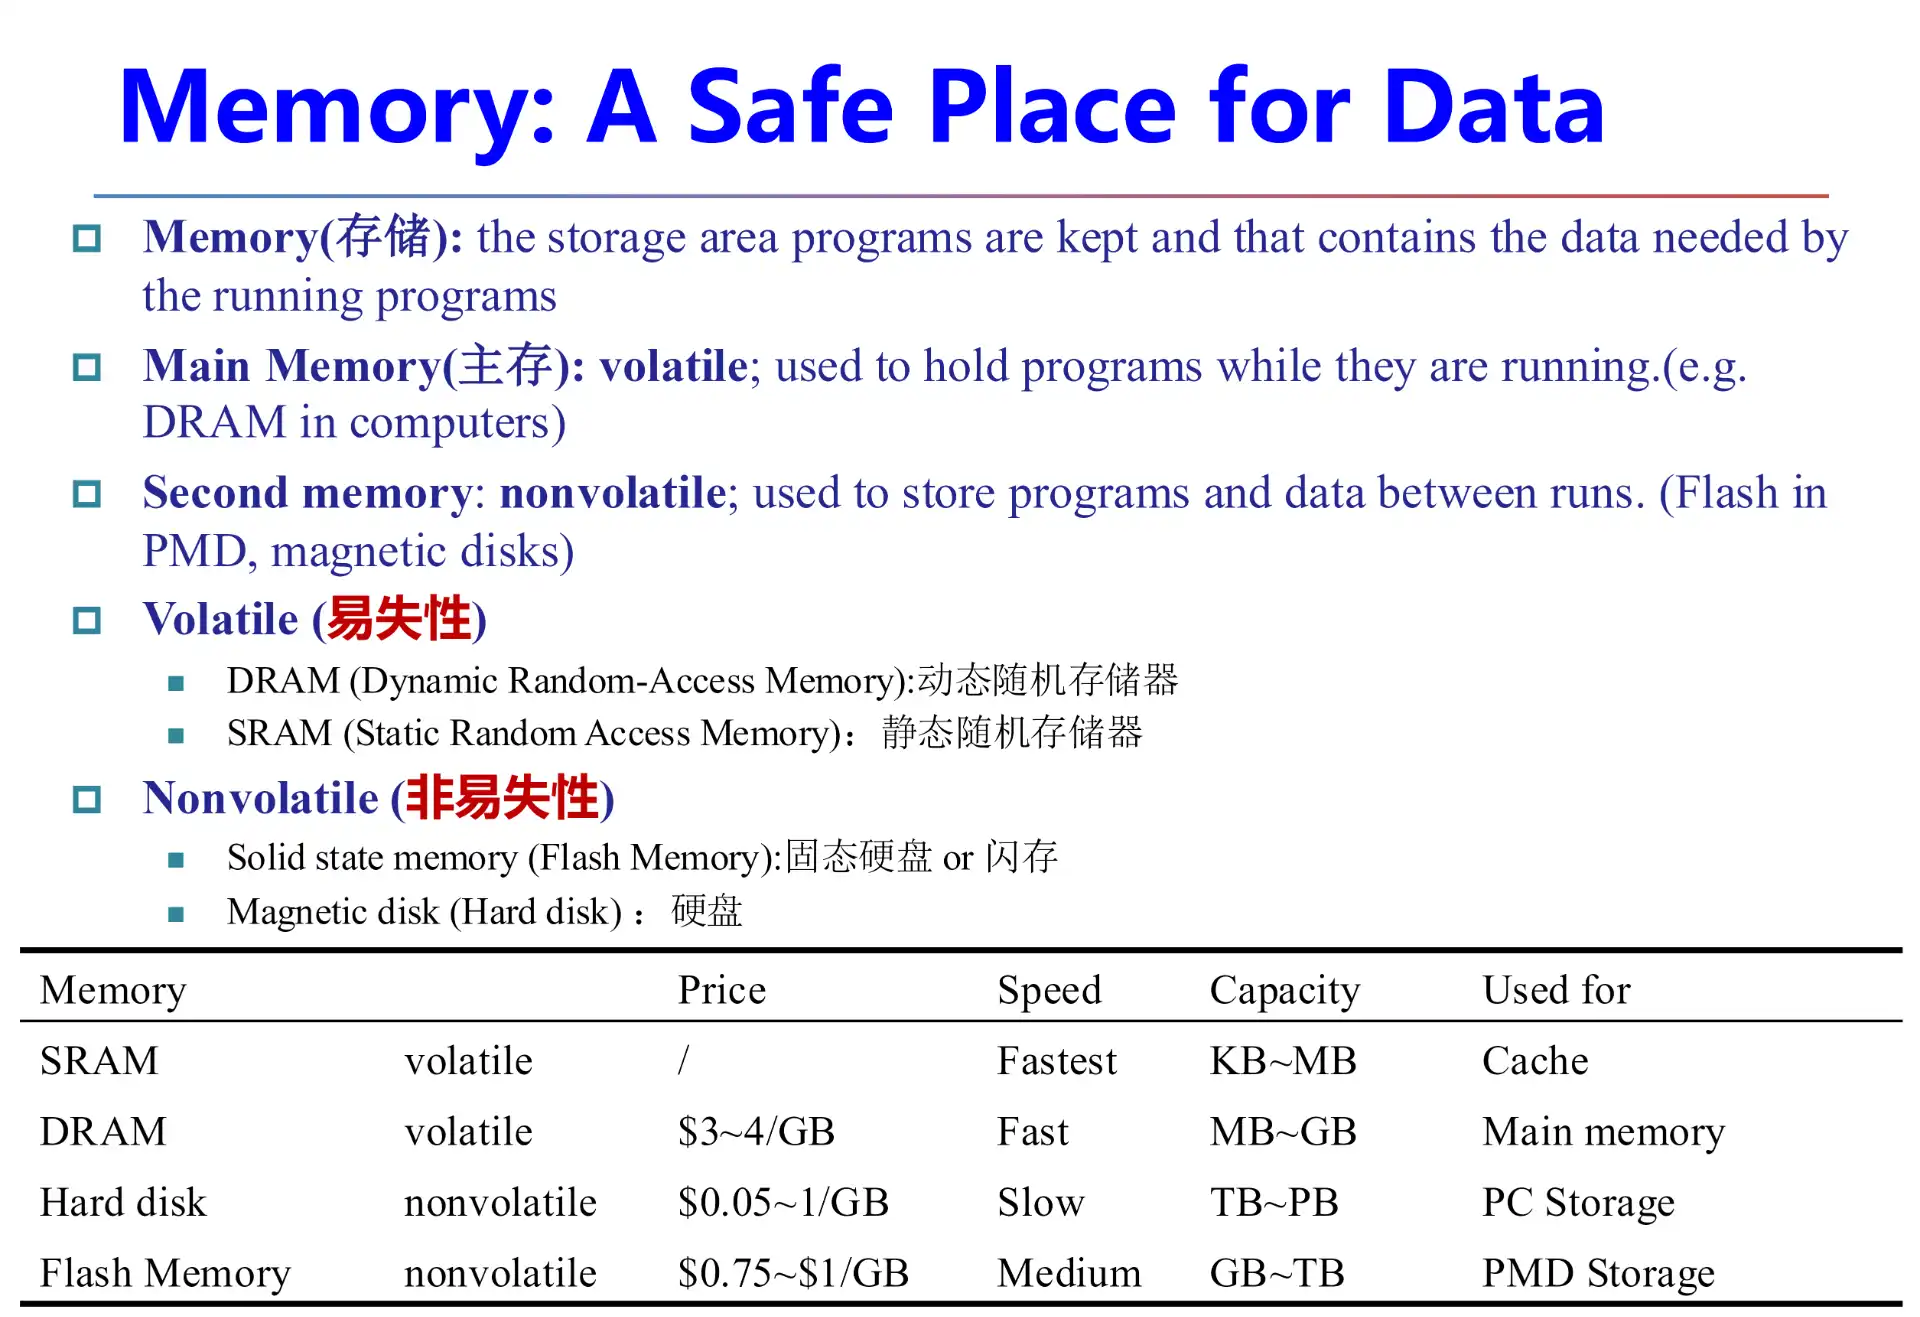 Memory: A Safe Place for Data
Memory(存储): the storage area programs are kept and that contains the data needed by
the running programs
Main Memory(主存): volatile; used to hold programs while they are running.(e.g.
DRAM in computers)
Second memory: nonvolatile; used to store programs and data between runs. (Flash in
PMD, magnetic disks)
Volatile (易失性)
DRAM (Dynamic Random-Access Memory):动态随机存储器
SRAM (Static Random Access Memory)：静态随机存储器
Nonvolatile (非易失性)
Solid state memory (Flash Memory):固态硬盘 or 闪存
Magnetic disk (Hard disk)：硬盘
Memory Price Speed Capacity Used for
SRAM volatile / Fastest KB~MB Cache
DRAM volatile $3~4/GB Fast MB~GB Main memory
Hard disk nonvolatile $0.05~1/GB Slow TB~PB PC Storage
Flash Memory nonvolatile $0.75~$1/GB Medium GB~TB PMD Storage